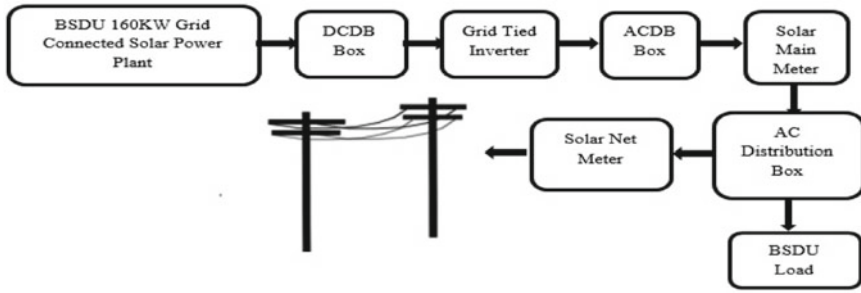 BSDU 160KW Grid
Connected Solar Power
Plant
DCDB
Box
Grid Tied
Inverter
ACDB
Box
Solar
Main
Meter
AC
Distribution
Box
Solar Net
Meter
BSDU
Load